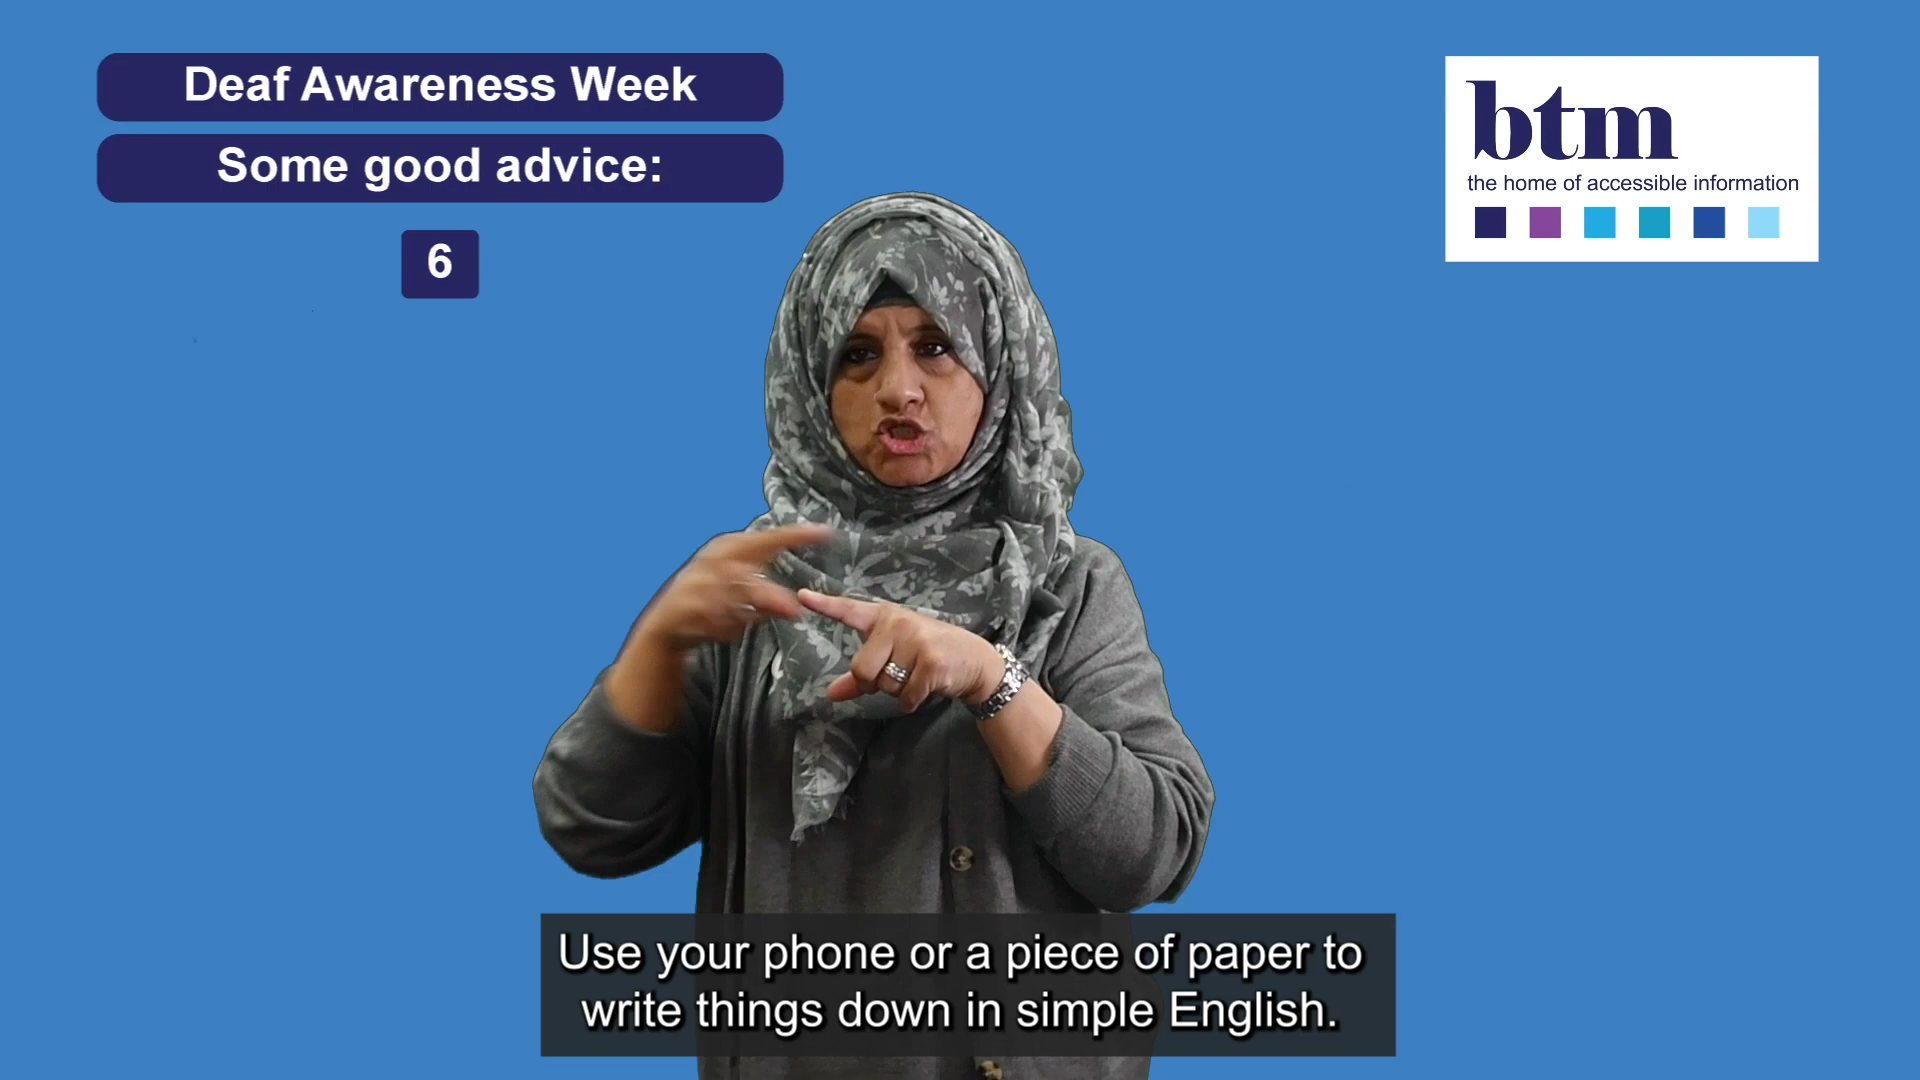 Deaf Awareness Week
Some good advice:
6
btm
the home of accessible information
Use your phone or a piece of paper to
write things down in simple English.